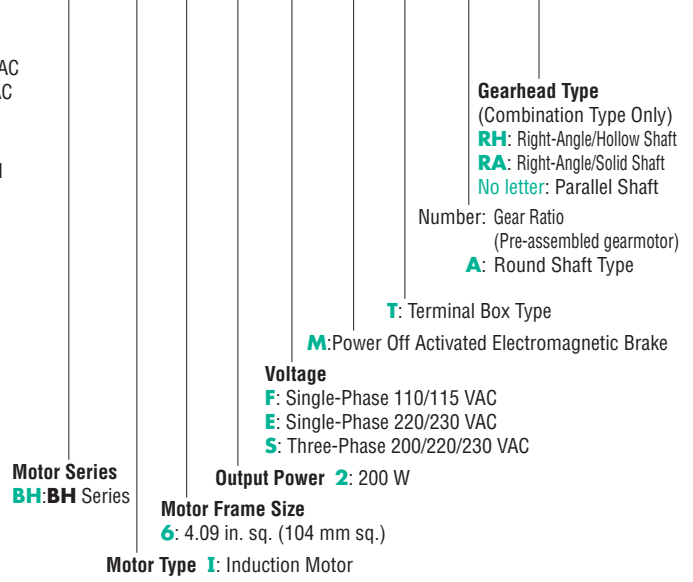 AC
Gearhead Type
(Combination Type Only)
RH: Right-Angle/Hollow Shaft
RA: Right-Angle/Solid Shaft
No letter: Parallel Shaft
Number: Gear Ratio
(Pre-assembled gearmotor)
A: Round Shaft Type
T: Terminal Box Type
M:Power Off Activated Electromagnetic Brake
Voltage
F: Single-Phase 110/115 VAC
E: Single-Phase 220/230 VAC
S: Three-Phase 200/220/230 VAC
Motor Series
BH:BH Series
Output Power 2: 200 W
Motor Frame Size
6: 4.09 in. sq. (104 mm sq.)
Motor Type I: Induction Motor